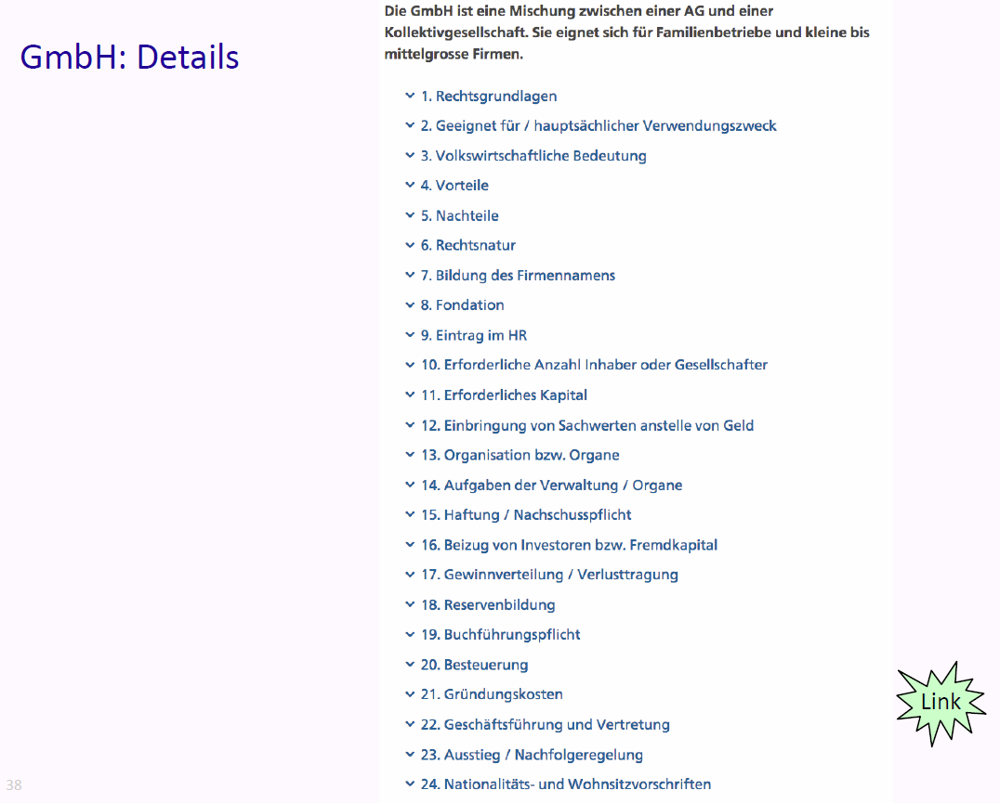 GmbH: Details
Die GmbH ist eine Mischung zwischen einer AG und einer
Kollektivgesellschaft. Sie eignet sich für Familienbetriebe und kleine bis
mittelgrosse Firmen.
1. Rechtsgrundlagen
2. Geeignet für / hauptsächlicher Verwendungszweck
3. Volkswirtschaftliche Bedeutung
4. Vorteile
5. Nachteile
6. Rechtsnatur
7. Bildung des Firmennamens
8. Fondation
9. Eintrag im HR
10. Erforderliche Anzahl Inhaber oder Gesellschafter
11. Erforderliches Kapital
12. Einbringung von Sachwerten anstelle von Geld
13. Organisation bzw. Organe
14. Aufgaben der Verwaltung / Organe
15. Haftung / Nachschusspflicht
16. Beizug von Investoren bzw. Fremdkapital
17. Gewinnverteilung / Verlusttragung
18. Reservenbildung
19. Buchführungspflicht
20. Besteuerung
21. Gründungskosten
22. Geschäftsführung und Vertretung
23. Ausstieg / Nachfolgeregelung
24. Nationalitäts- und Wohnsitzvorschriften
Link
38